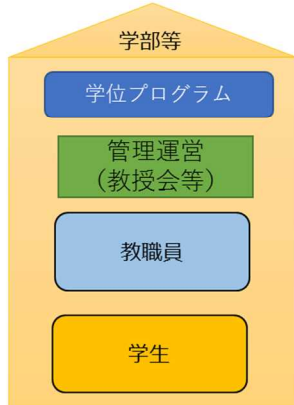 学部等
学位プログラム
管理運営
（教授会等）
教職員
学生